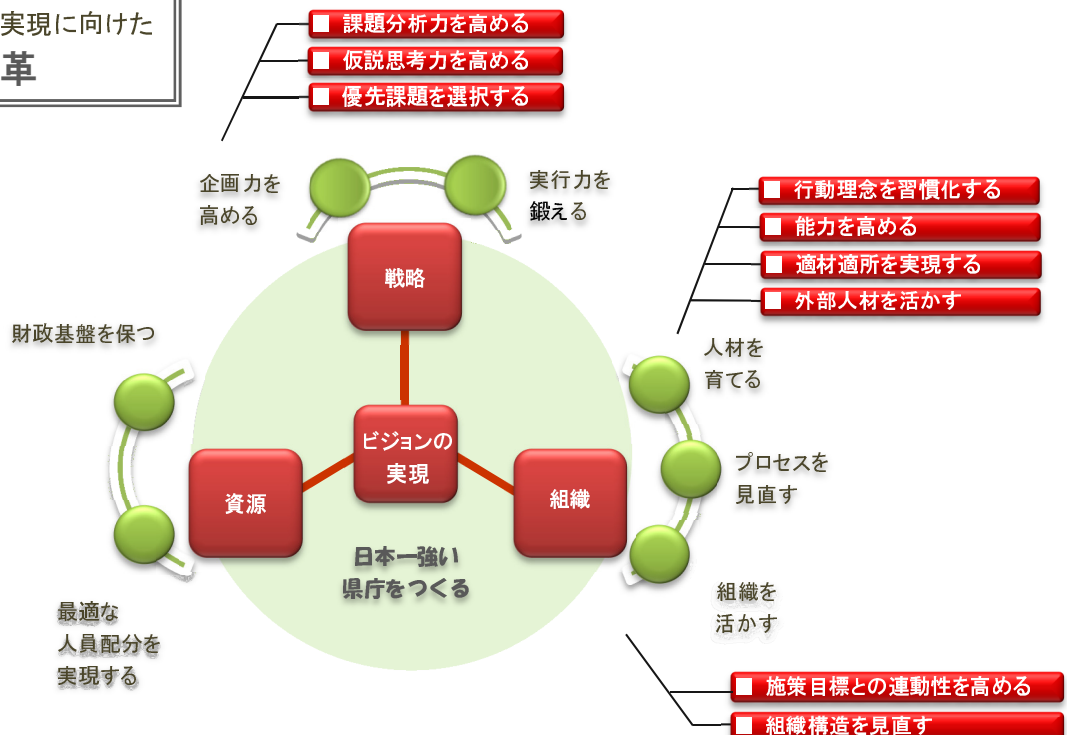 実現に向けた
革
課題分析力を高める
仮説思考力を高める
優先課題を選択する
企画力を
高める
実行力を
鍛える
行動理念を習慣化する
能力を高める
適材適所を実現する
外部人材を活かす
戦略
財政基盤を保つ
人材を
育てる
ビジョンの
実現
資源
組織
プロセスを
見直す
日本一強い
県庁をつくる
最適な
人員配分を
実現する
組織を
活かす
施策目標との連動性を高める
組織構造を見直す